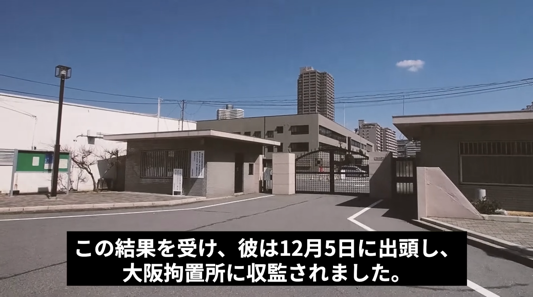 この結果を受け、彼は12月5日に出頭し、
大阪拘置所に収監されました。